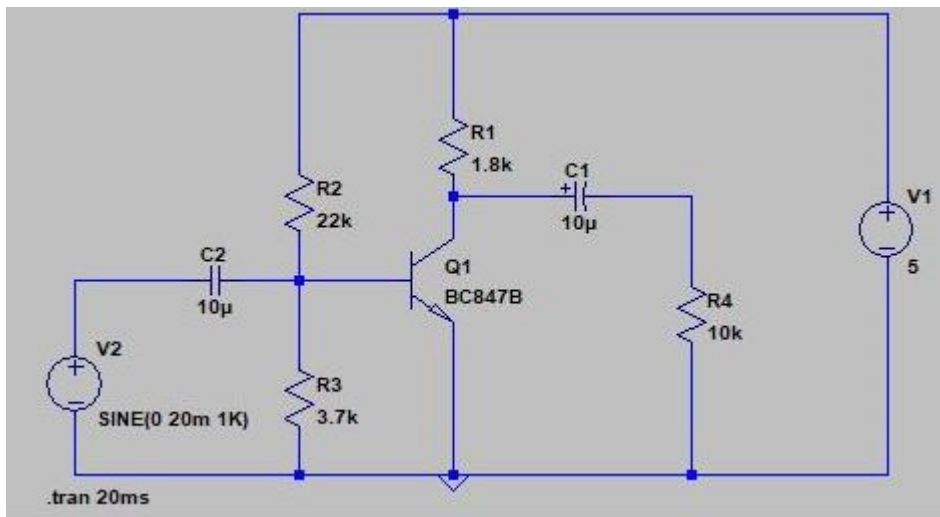 R1
1.8k
C1
+
10µ
V1
+
5
R2
22k
C2
10µ
Q1
BC847B
R4
10k
V2
+
SINE(0 20m 1K)
R3
3.7k
.tran 20ms